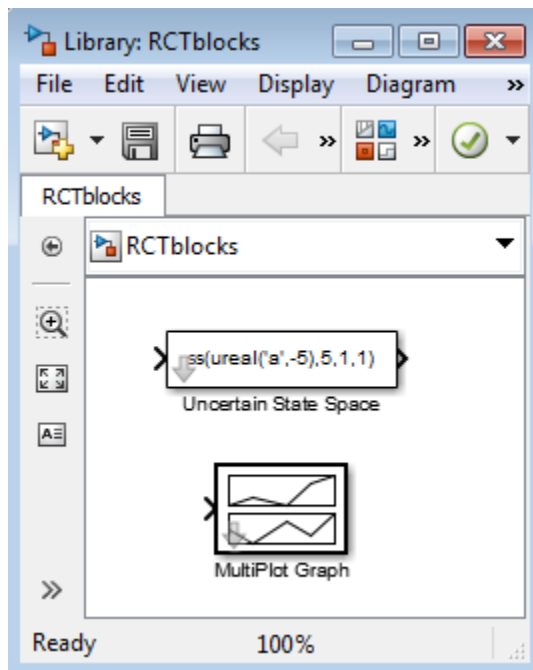 Library: RCTblocks
File Edit View Display Diagram »
» »
RCTblocks
RCTblocks
ss(ureal('a',-5),5,1,1)
Uncertain State Space
MultiPlot Graph
»
Ready 100%